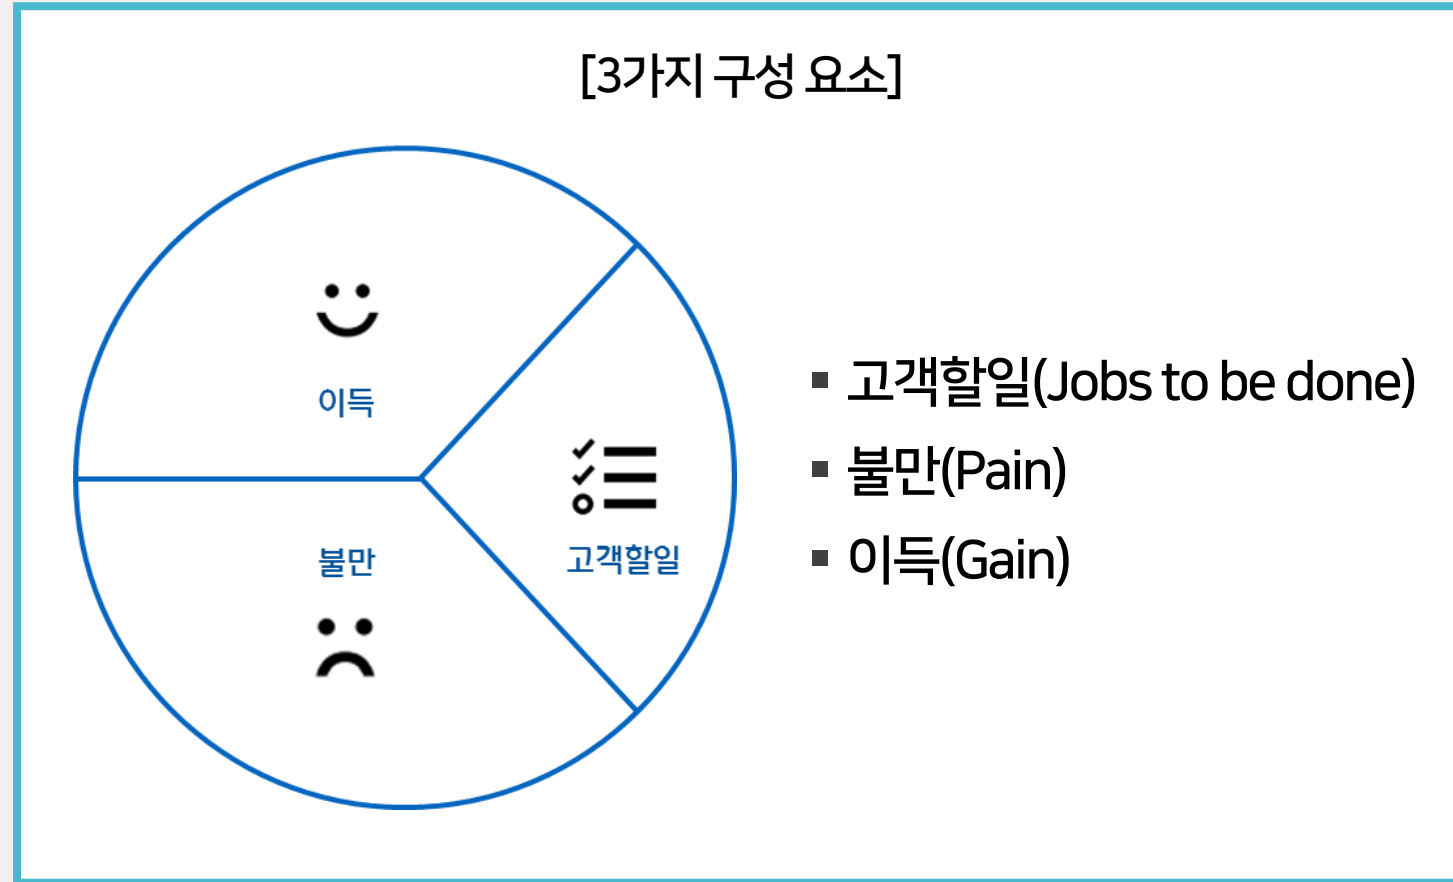 [3가지 구성 요소]
이득
불만
고객할일
▪ 고객할일(Jobs to be done)
▪ 불만(Pain)
▪ 이득(Gain)